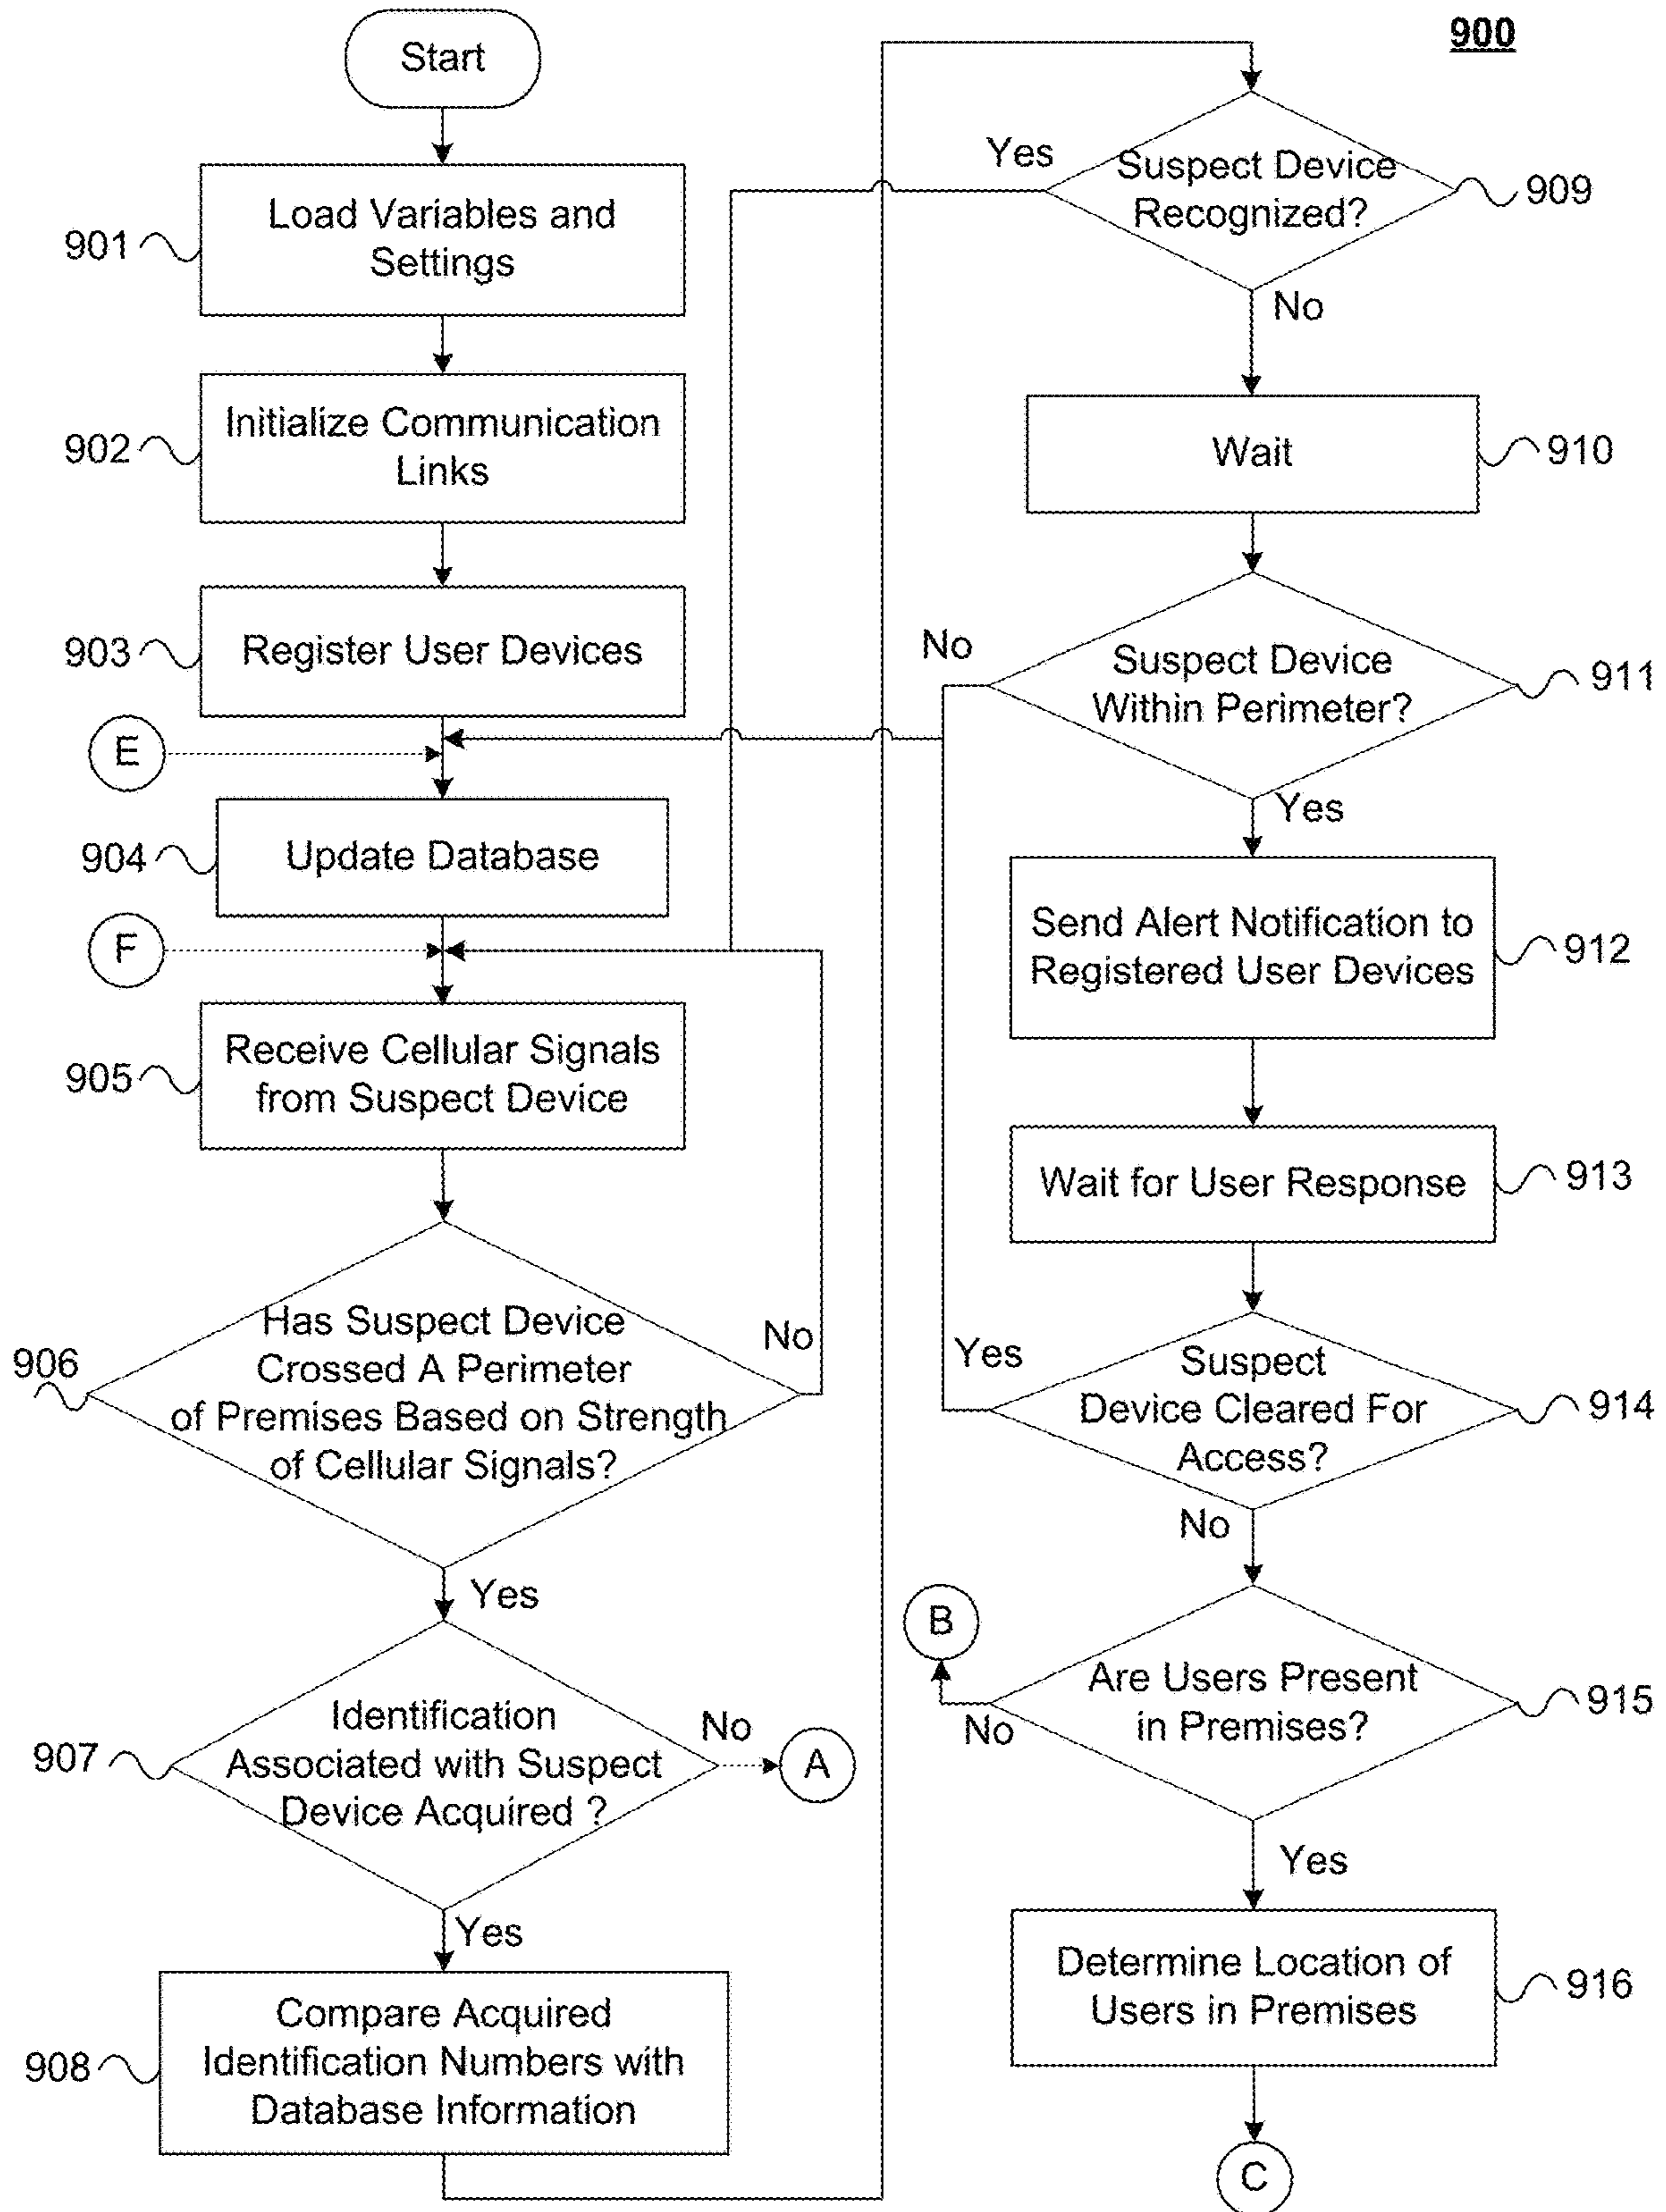 900
Start
901
Load Variables and
Settings
902
Initialize Communication
Links
903
Register User Devices
E
904
Update Database
F
905
Receive Cellular Signals
from Suspect Device
906
Has Suspect Device
Crossed A Perimeter
of Premises Based on Strength
of Cellular Signals?
No
Yes
907
Identification
Associated with Suspect
Device Acquired ?
No
A
Yes
908
Compare Acquired
Identification Numbers with
Database Information
Yes
Suspect Device
Recognized?
909
No
Wait
910
No
Suspect Device
Within Perimeter?
911
Yes
Send Alert Notification to
Registered User Devices
912
Wait for User Response
913
Yes
Suspect
Device Cleared For
Access?
914
No
B
Are Users Present
in Premises?
915
No
Yes
Determine Location of
Users in Premises
916
C